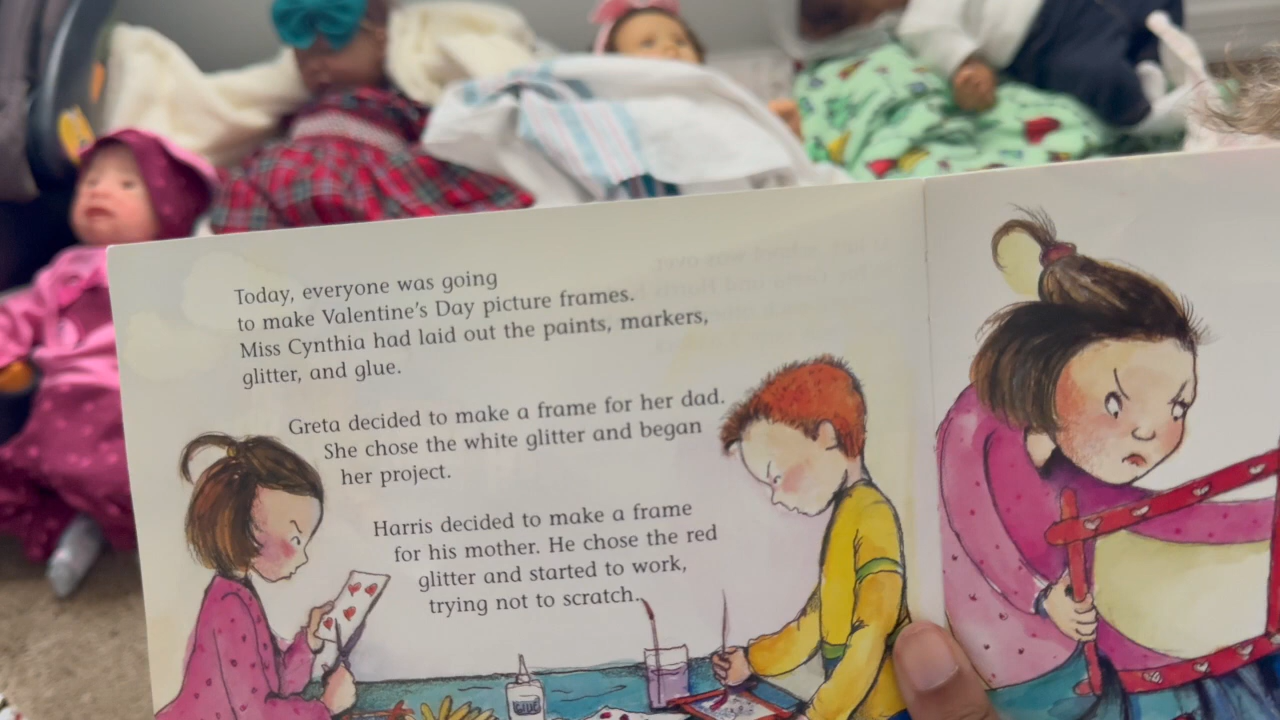 Today, everyone was going
to make Valentine's Day picture frames.
Miss Cynthia had laid out the paints, markers,
glitter, and glue.
Greta decided to make a frame for her dad.
She chose the white glitter and began
her project.
Harris decided to make a frame
for his mother. He chose the red
glitter and started to work,
trying not to scratch.
GLUE